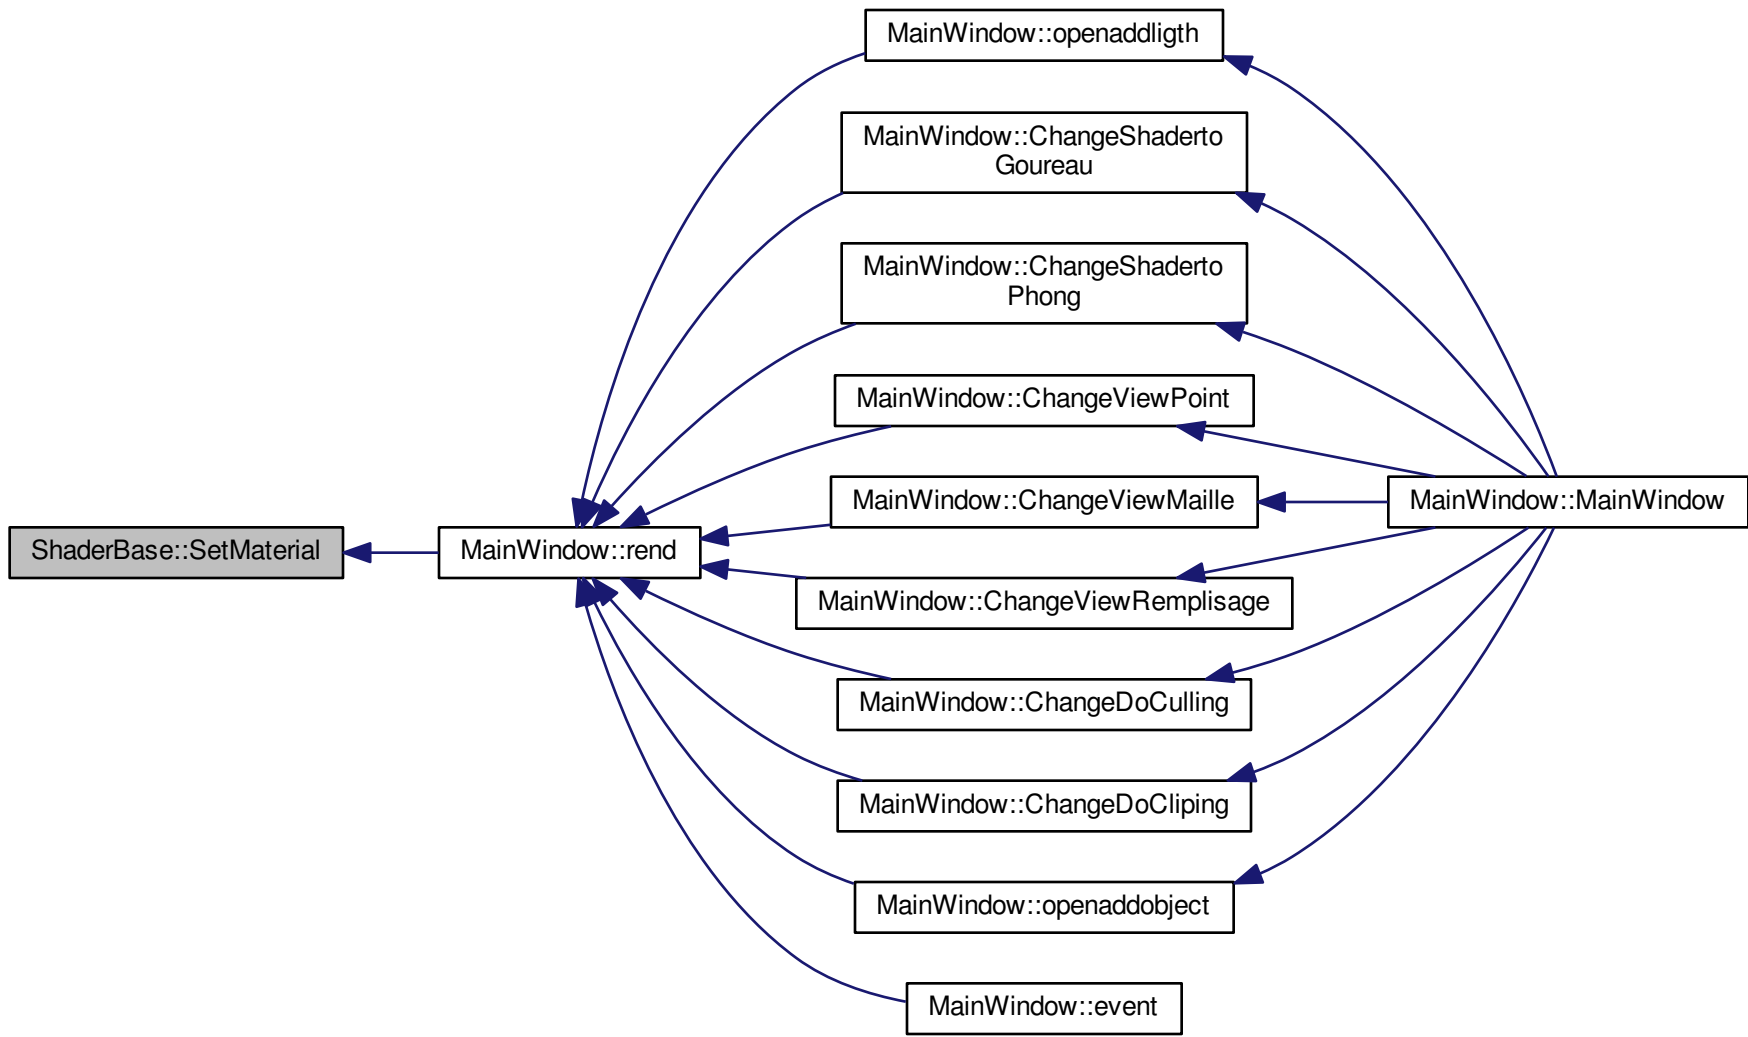 MainWindow::openaddligth
MainWindow::ChangeShaderto
Goureau
MainWindow::ChangeShaderto
Phong
MainWindow::ChangeViewPoint
MainWindow::ChangeViewMaille
MainWindow::MainWindow
ShaderBase::SetMaterial
MainWindow::rend
MainWindow::ChangeViewRemplisage
MainWindow::ChangeDoCulling
MainWindow::ChangeDoCliping
MainWindow::openaddobject
MainWindow::event